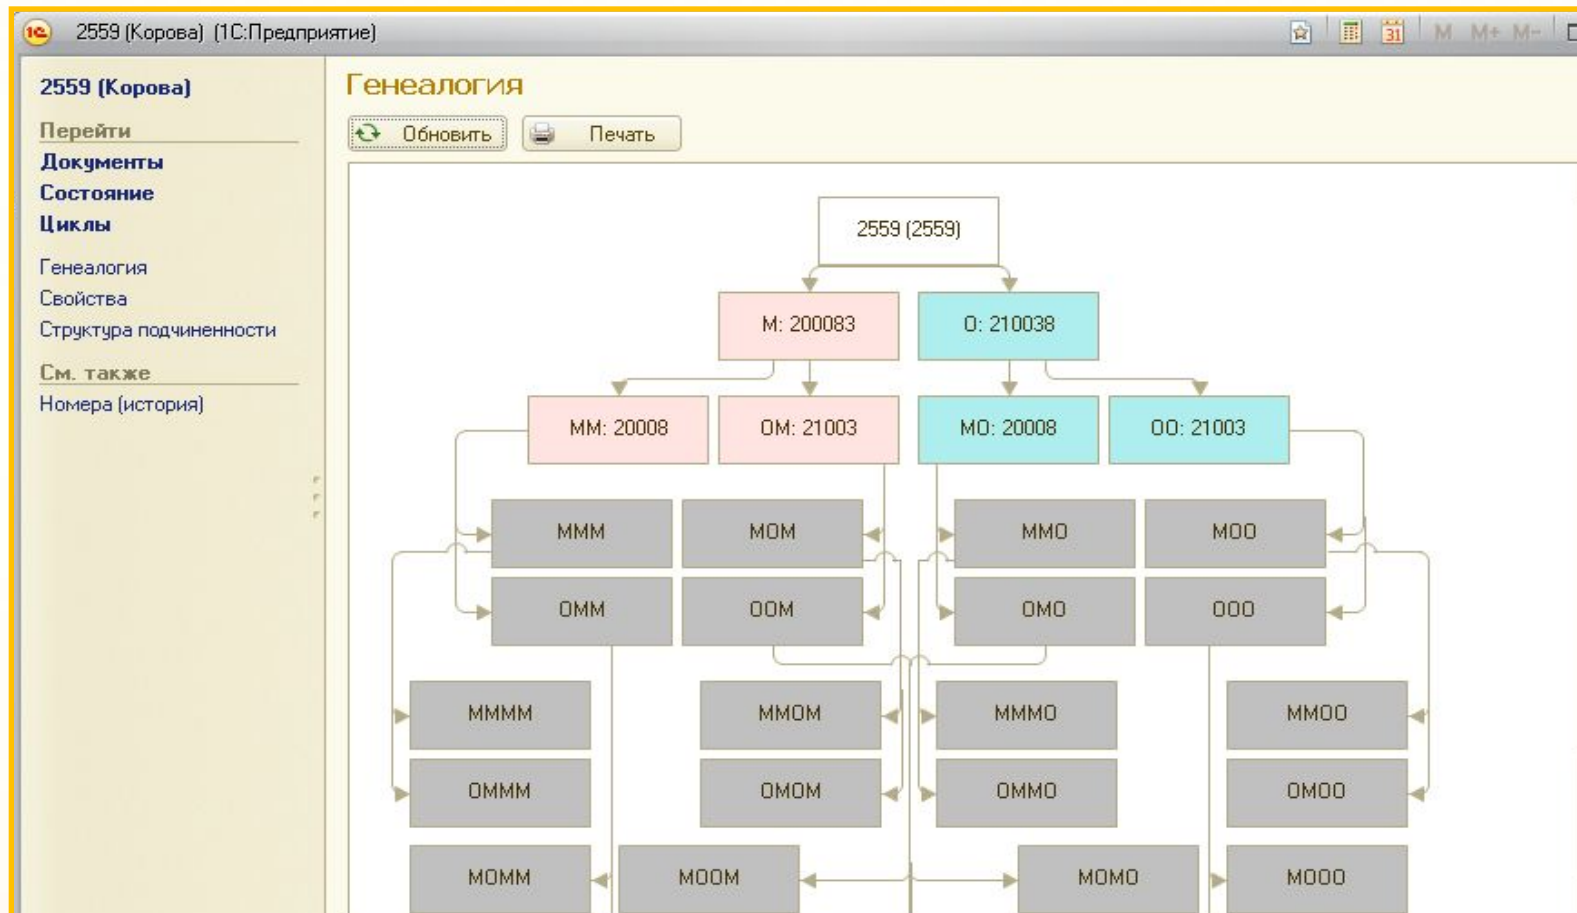 1С 2559 (Корова) (1С:Предприятие) 31 M M+ M-
2559 (Корова)
Перейти
Документы
Состояние
Циклы
Генеалогия
Свойства
Структура подчиненности
См. также
Номера (история)
Генеалогия
Обновить Печать
2559 (2559)
М: 200083 О: 210038
ММ: 20008 ОМ: 21003 МО: 20008 ОО: 21003
МММ МОМ ММО МОО
ОММ ООМ ОМО ООО
ММММ ММОМ МММО ММОО
ОМММ ОМОМ ОММО ОМОО
МОММ МООМ МОМО МООО